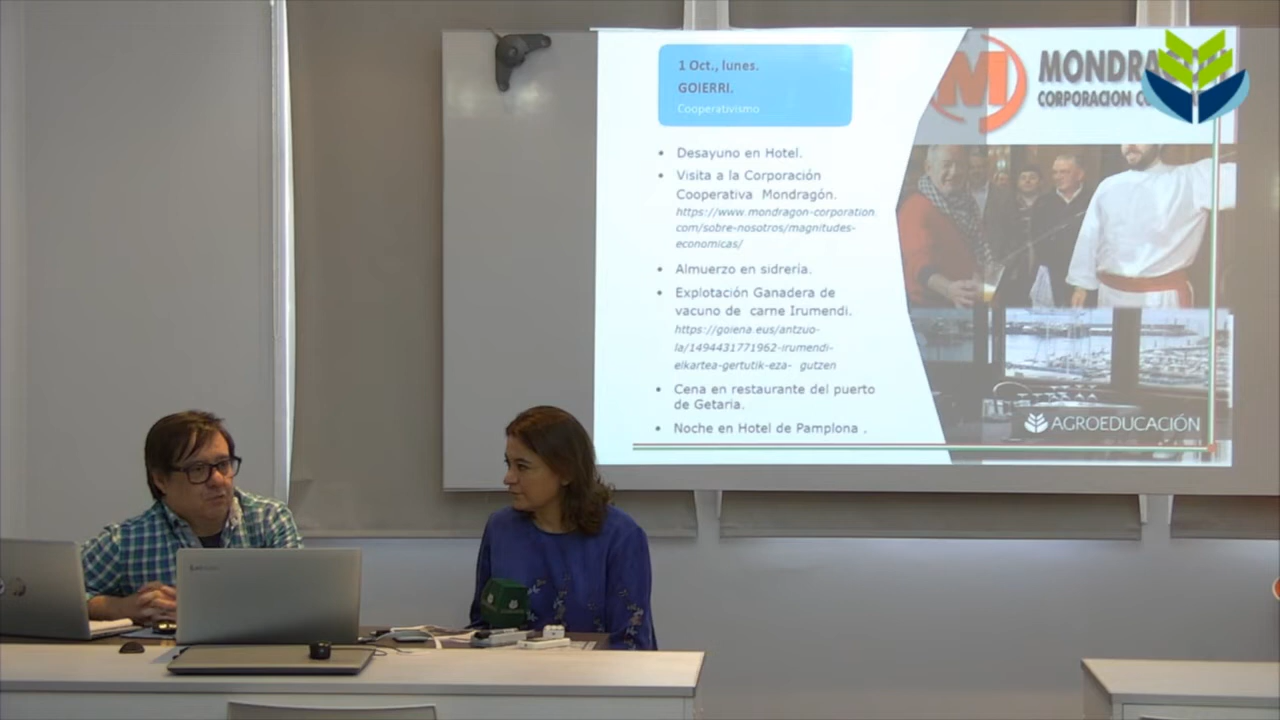 1 Oct., lunes.
GOIERRI.
Cooperativismo
MONDRA
CORPORACION CO
• Desayuno en Hotel.
• Visita a la Corporación
Cooperativa Mondragón.
https://www.mondragon-corporation.
com/sobre-nosotros/magnitudes-
economicas/
• Almuerzo en sidrería.
• Explotación Ganadera de
vacuno de carne Irumendi.
https://goiena.eus/antzuo-
la/1494431771962-irumendi-
elkartea-gertutik-eza- gutzen
• Cena en restaurante del puerto
de Getaria.
• Noche en Hotel de Pamplona .
AGROEDUCACIÓN